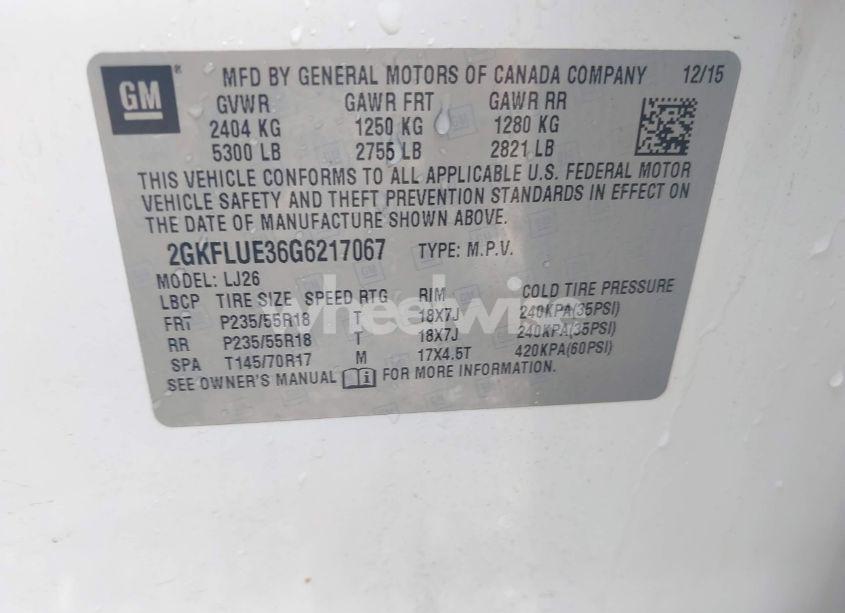 GM MFD BY GENERAL MOTORS OF CANADA COMPANY 12/15
GVWR GAWR FRT GAWR RR
2404 KG 1250 KG 1280 KG
5300 LB 2755 LB 2821 LB
THIS VEHICLE CONFORMS TO ALL APPLICABLE U.S. FEDERAL MOTOR
VEHICLE SAFETY AND THEFT PREVENTION STANDARDS IN EFFECT ON
THE DATE OF MANUFACTURE SHOWN ABOVE.
2GKFLUE36G6217067 TYPE: M.P.V.
MODEL: LJ26
LBCP TIRE SIZE SPEED RTG RIM COLD TIRE PRESSURE
FRT P235/55R18 T 18X7J 240KPA(35PSI)
RR P235/55R18 T 18X7J 240KPA(35PSI)
SPA T145/70R17 M 17X4.5T 420KPA(60PSI)
SEE OWNER'S MANUAL i FOR MORE INFORMATION.
wheelwire